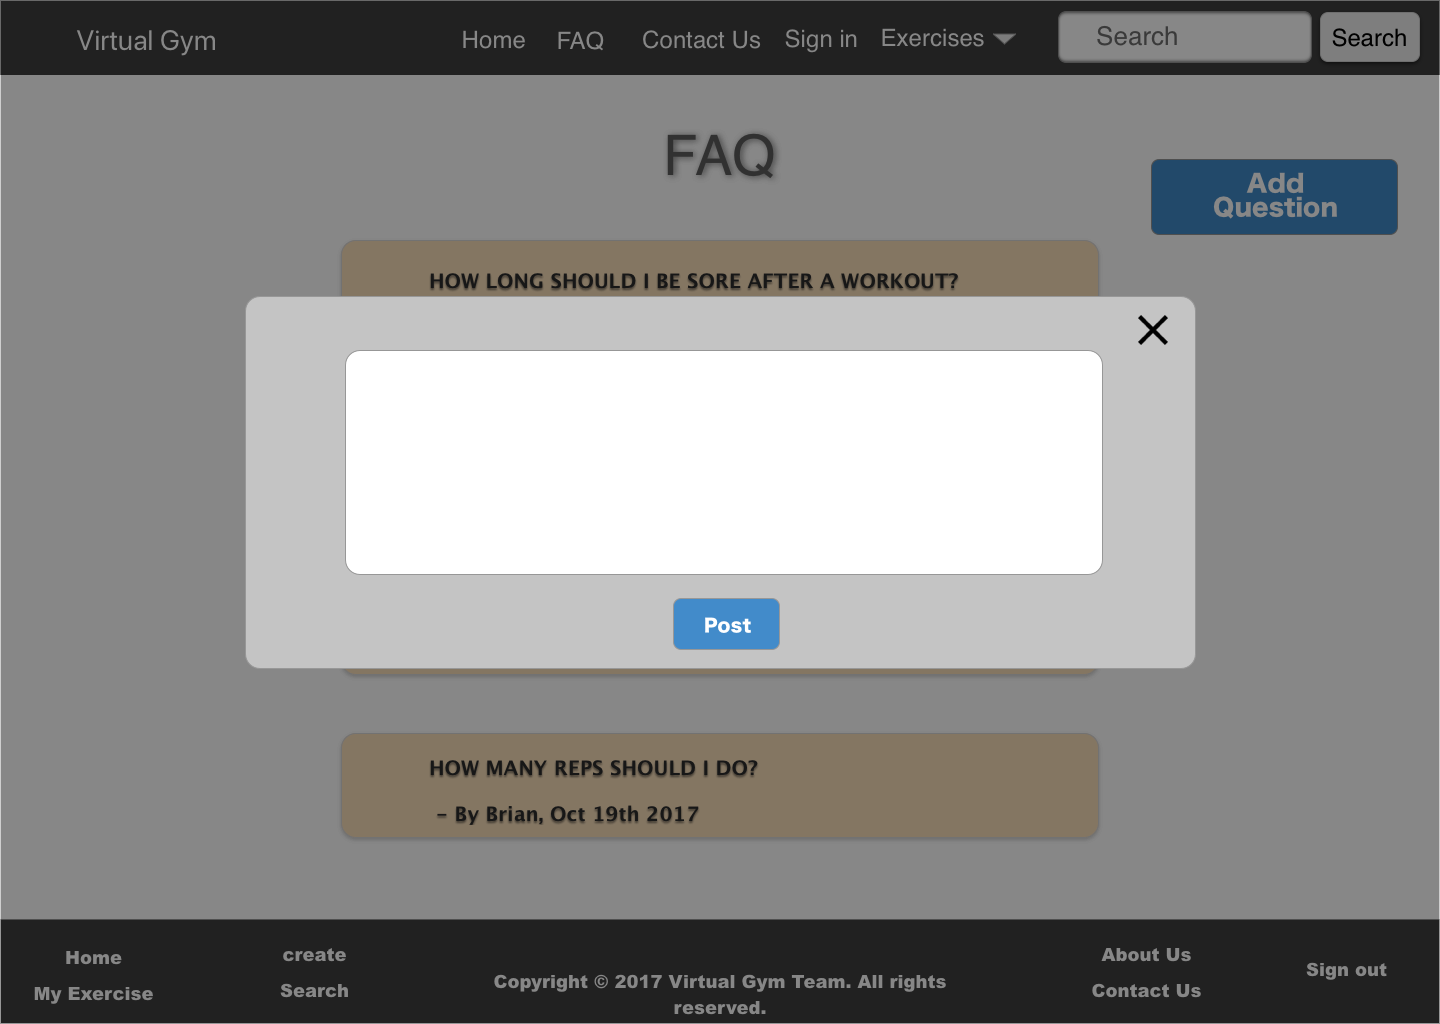 Virtual Gym Home FAQ Contact Us Sign in Exercises Search Search
FAQ
Add
Question
HOW LONG SHOULD I BE SORE AFTER A WORKOUT?
Post
HOW MANY REPS SHOULD I DO?
– By Brian, Oct 19th 2017
Home
My Exercise
create
Search
Copyright © 2017 Virtual Gym Team. All rights
reserved.
About Us
Contact Us
Sign out